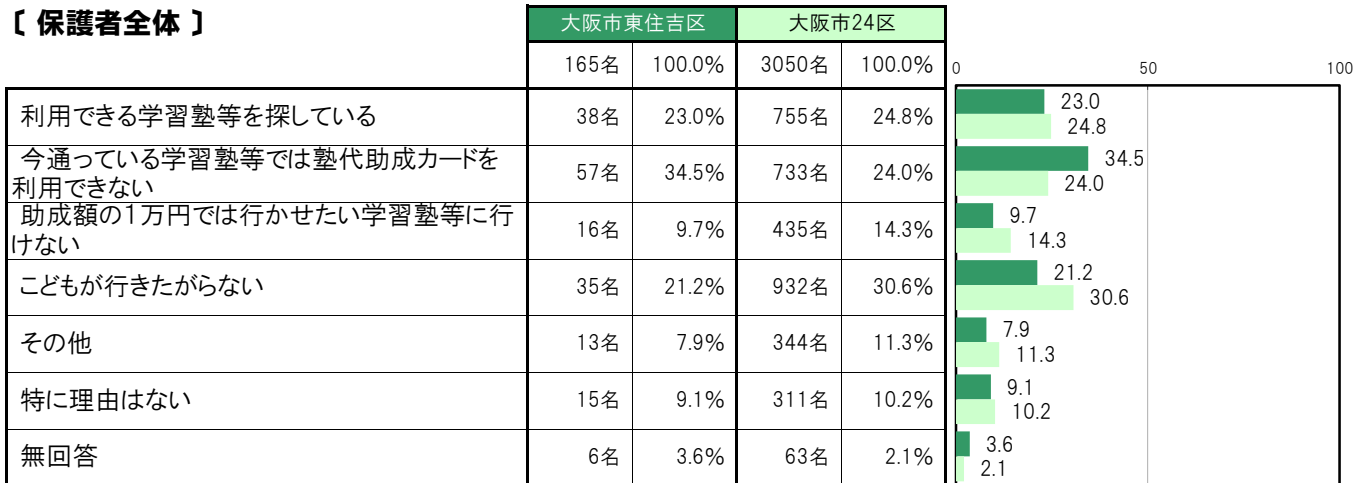 〔 保護者全体 〕
大阪市東住吉区 大阪市24区
165名 100.0% 3050名 100.0%
0 50 100
利用できる学習塾等を探している 38名 23.0% 755名 24.8% 23.0
24.8
今通っている学習塾等では塾代助成カードを
利用できない 57名 34.5% 733名 24.0% 34.5
24.0
助成額の1万円では行かせたい学習塾等に行
けない 16名 9.7% 435名 14.3% 9.7
14.3
こどもが行きたがらない 35名 21.2% 932名 30.6% 21.2
30.6
その他 13名 7.9% 344名 11.3% 7.9
11.3
特に理由はない 15名 9.1% 311名 10.2% 9.1
10.2
無回答 6名 3.6% 63名 2.1% 3.6
2.1